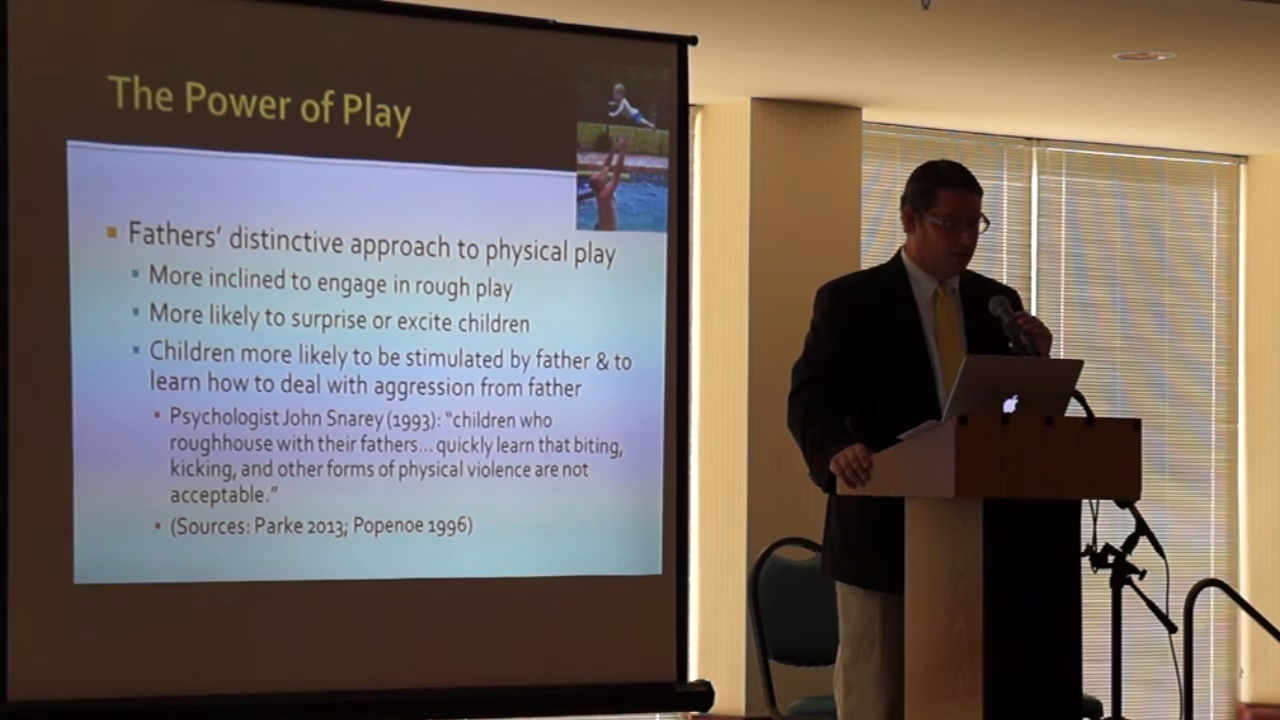 The Power of Play
Fathers' distinctive approach to physical play
More inclined to engage in rough play
More likely to surprise or excite children
Children more likely to be stimulated by father & to
learn how to deal with aggression from father
Psychologist John Snarey (1993): “children who
roughhouse with their fathers... quickly learn that biting,
kicking, and other forms of physical violence are not
acceptable.”
(Sources: Parke 2013; Popenoe 1996)